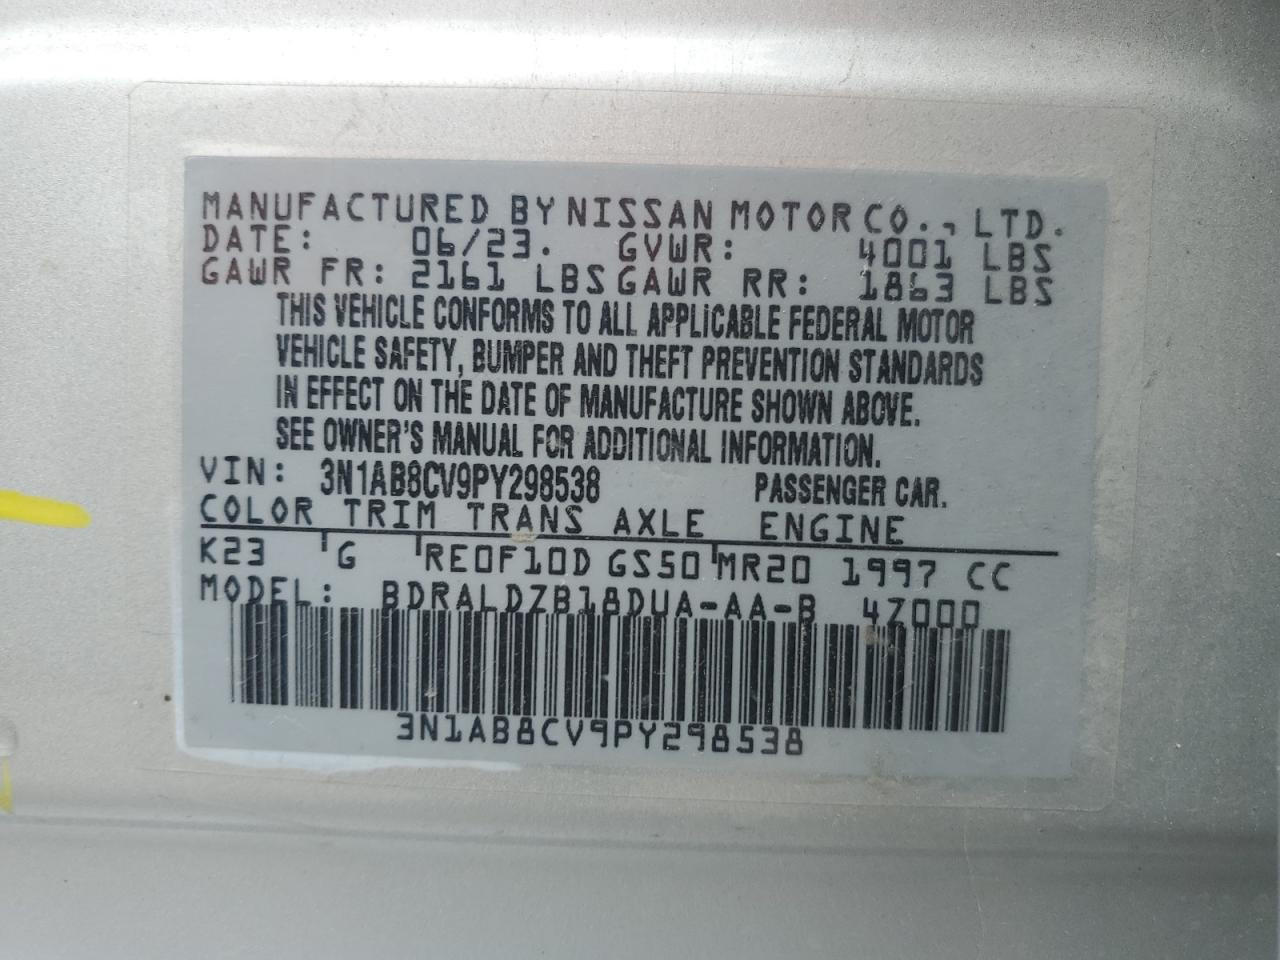 MANUFACTURED BY NISSAN MOTOR CO., LTD.
DATE: 06/23. GVWR: 4001 LBS
GAWR FR: 2161 LBS GAWR RR: 1863 LBS
THIS VEHICLE CONFORMS TO ALL APPLICABLE FEDERAL MOTOR
VEHICLE SAFETY, BUMPER AND THEFT PREVENTION STANDARDS
IN EFFECT ON THE DATE OF MANUFACTURE SHOWN ABOVE.
SEE OWNER'S MANUAL FOR ADDITIONAL INFORMATION.
VIN: 3N1AB8CV9PY298538 PASSENGER CAR.
COLOR TRIM TRANS AXLE ENGINE
K23 G RE0F10D GS50 MR20 1997 CC
MODEL: BDRALDZB18DUA-AA-B 4Z000
3N1AB8CV9PY298538